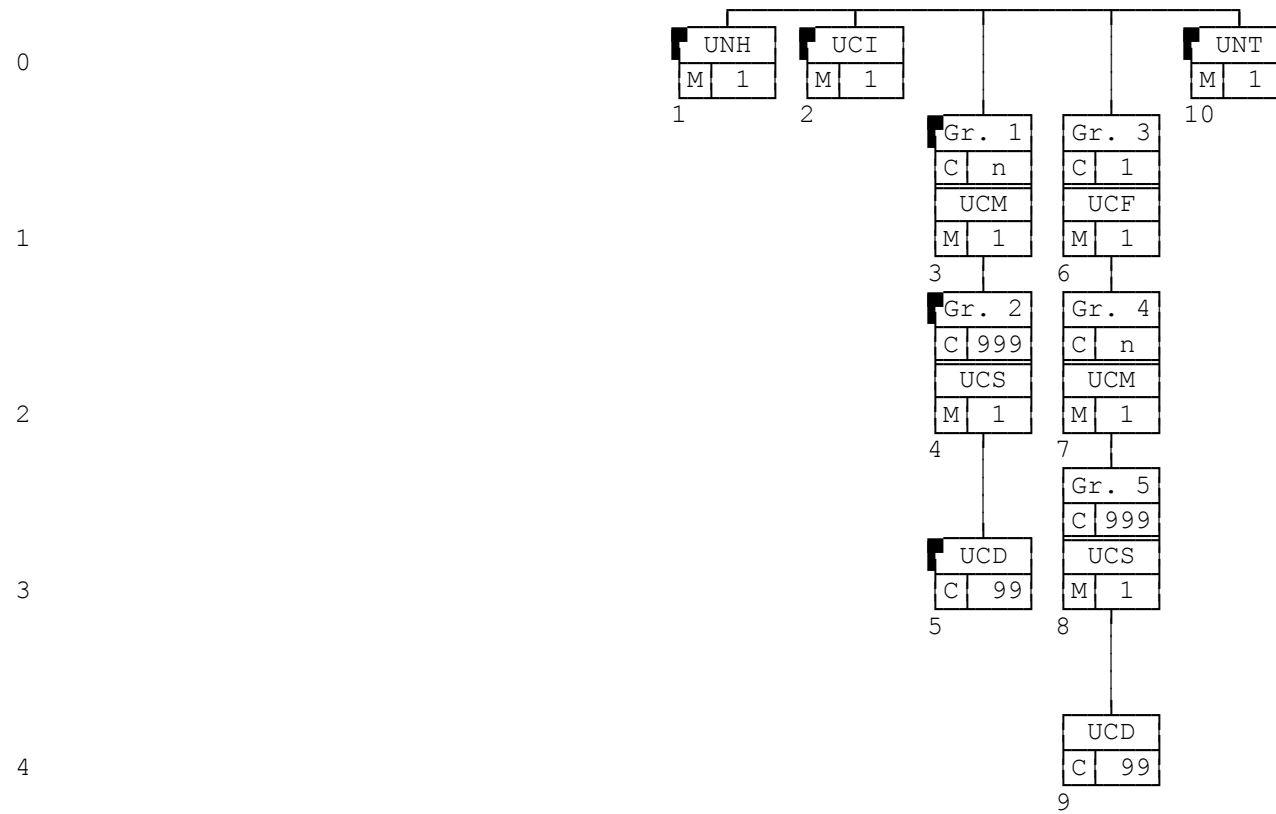 0 UNH UCI UNT
M 1 M 1 M 1
1 2 10
Gr. 1 Gr. 3
C n C 1
UCM UCF
1 M 1 M 1
3 6
Gr. 2 Gr. 4
C 999 C n
UCS UCM
2 M 1 M 1
4 7
Gr. 5
C 999
UCD UCS
3 C 99 M 1
5 8
UCD
4 C 99
9